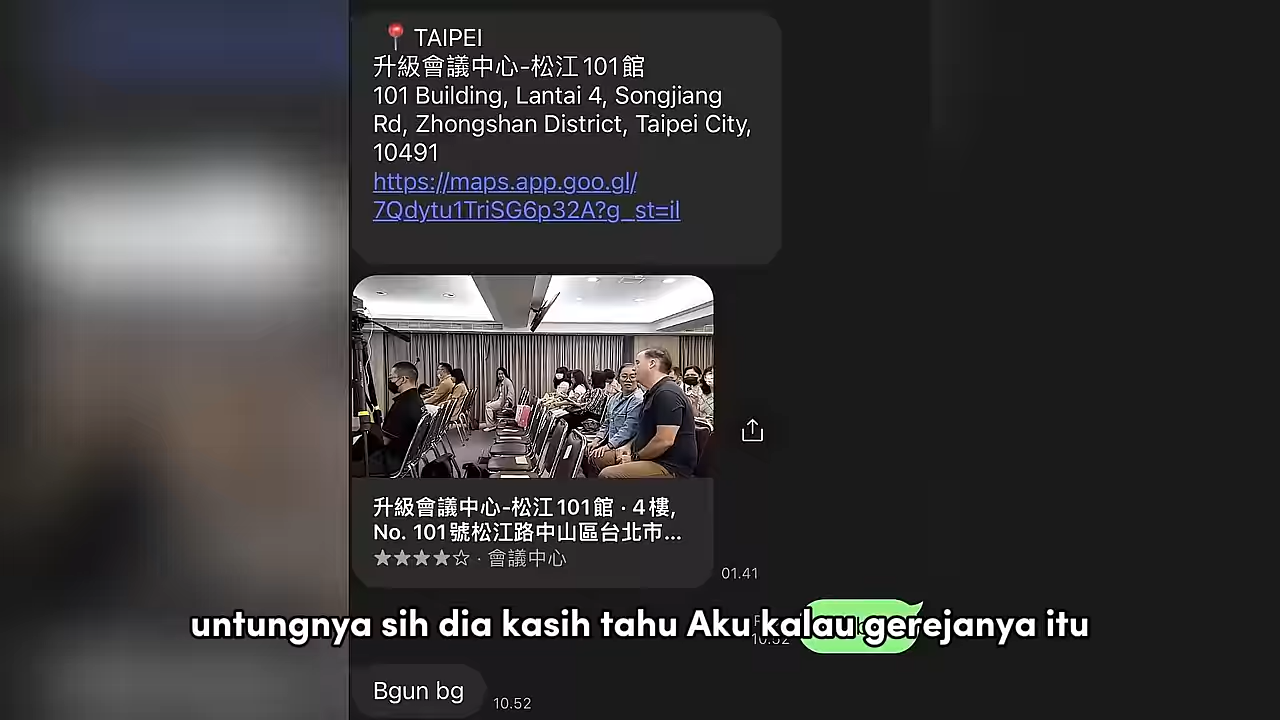 📍 TAIPEI
升級會議中心-松江101館
101 Building, Lantai 4, Songjiang
Rd, Zhongshan District, Taipei City,
10491
https://maps.app.goo.gl/
7Qdytu1TriSG6p32A?g_st=il
升級會議中心-松江101館 · 4樓,
No. 101號松江路中山區台北市...
★★★★☆ · 會議中心
01.41
untungnya sih dia kasih tahu Aku kalau gerejanya itu
10.52
Bgun bg
10.52